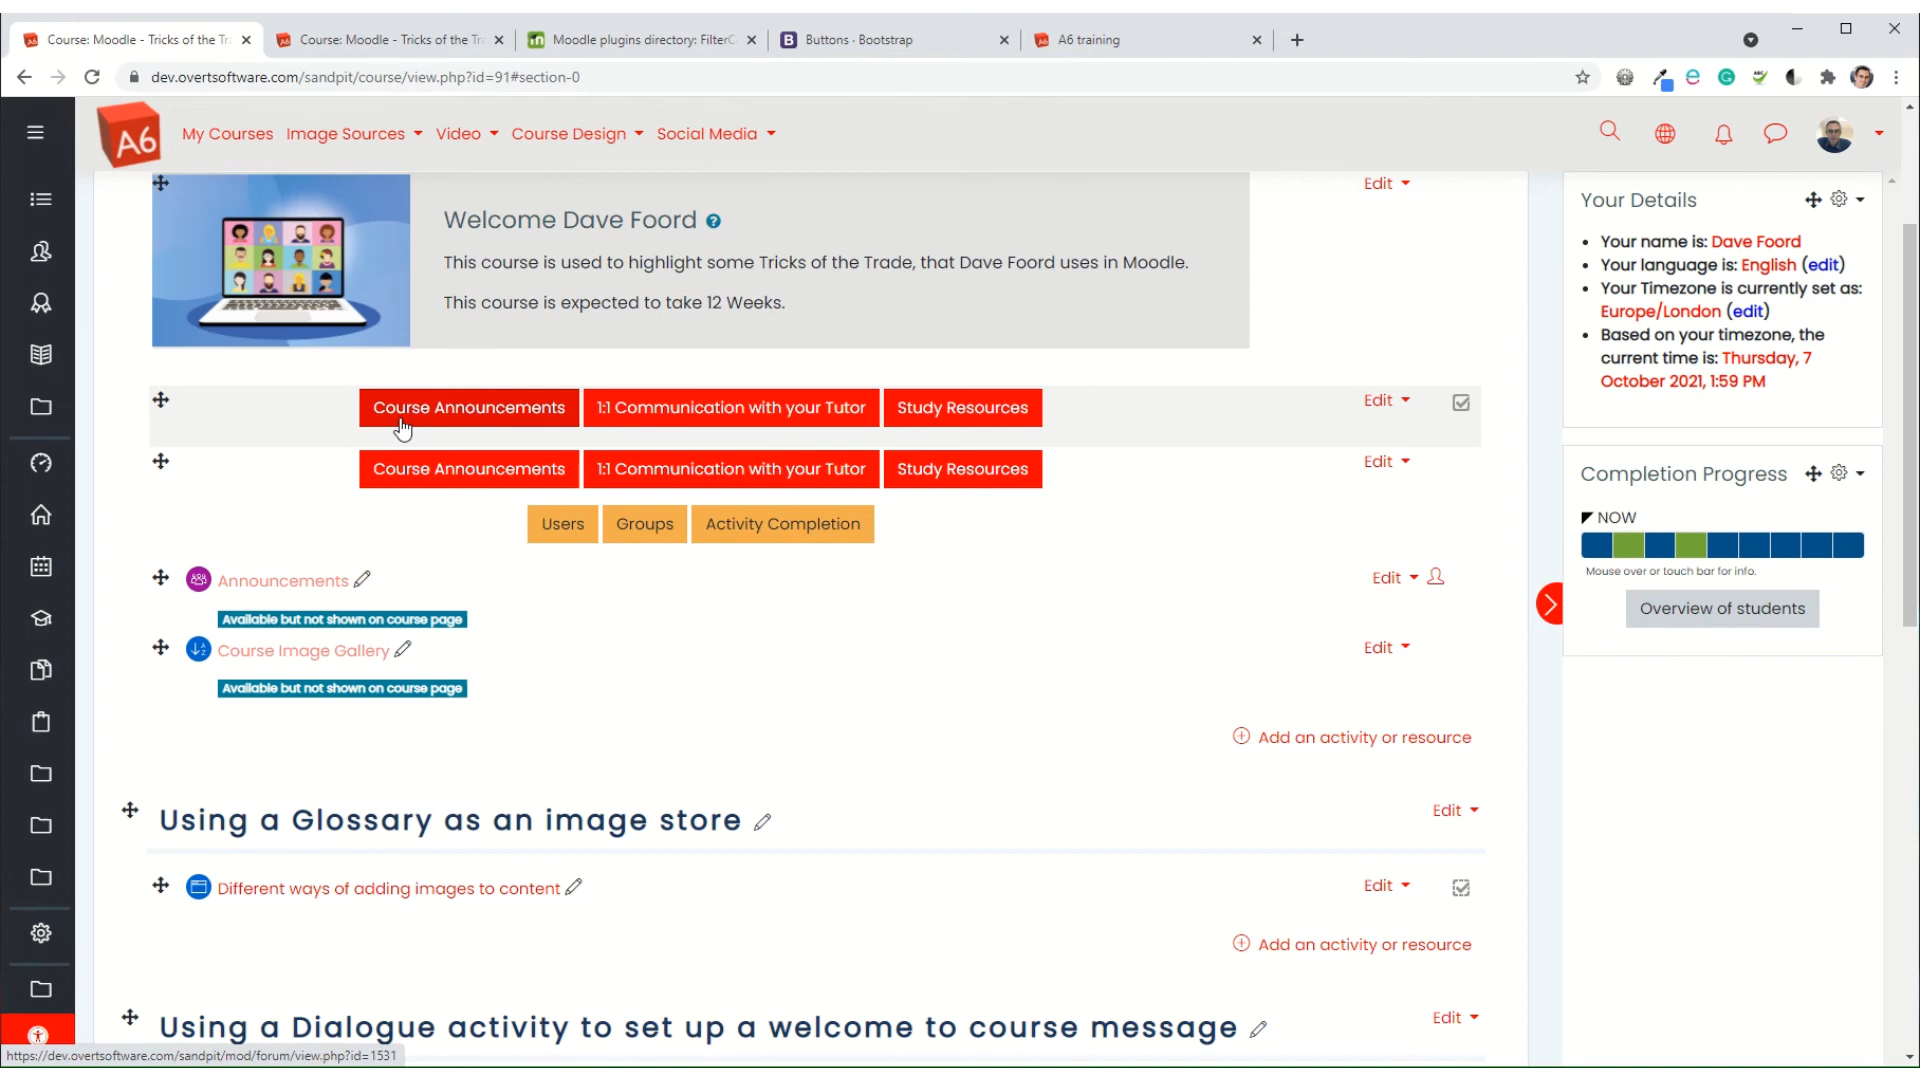 Course: Moodle - Tricks of the Tr
Course: Moodle - Tricks of the Tr
Moodle plugins directory: FilterC
Buttons · Bootstrap
A6 training
dev.overtsoftware.com/sandpit/course/view.php?id=91#section-0
A6
My Courses
Image Sources
Video
Course Design
Social Media
Edit
Welcome Dave Foord
This course is used to highlight some Tricks of the Trade, that Dave Foord uses in Moodle.
This course is expected to take 12 Weeks.
Course Announcements
1:1 Communication with your Tutor
Study Resources
Edit
Course Announcements
1:1 Communication with your Tutor
Study Resources
Edit
Users
Groups
Activity Completion
Announcements
Edit
Available but not shown on course page
Course Image Gallery
Edit
Available but not shown on course page
Add an activity or resource
Using a Glossary as an image store
Edit
Different ways of adding images to content
Edit
Add an activity or resource
Using a Dialogue activity to set up a welcome to course message
Edit
Your Details
Your name is: Dave Foord
Your language is: English (edit)
Your Timezone is currently set as:
Europe/London (edit)
Based on your timezone, the
current time is: Thursday, 7
October 2021, 1:59 PM
Completion Progress
NOW
Mouse over or touch bar for info.
Overview of students
https://dev.overtsoftware.com/sandpit/mod/forum/view.php?id=1531